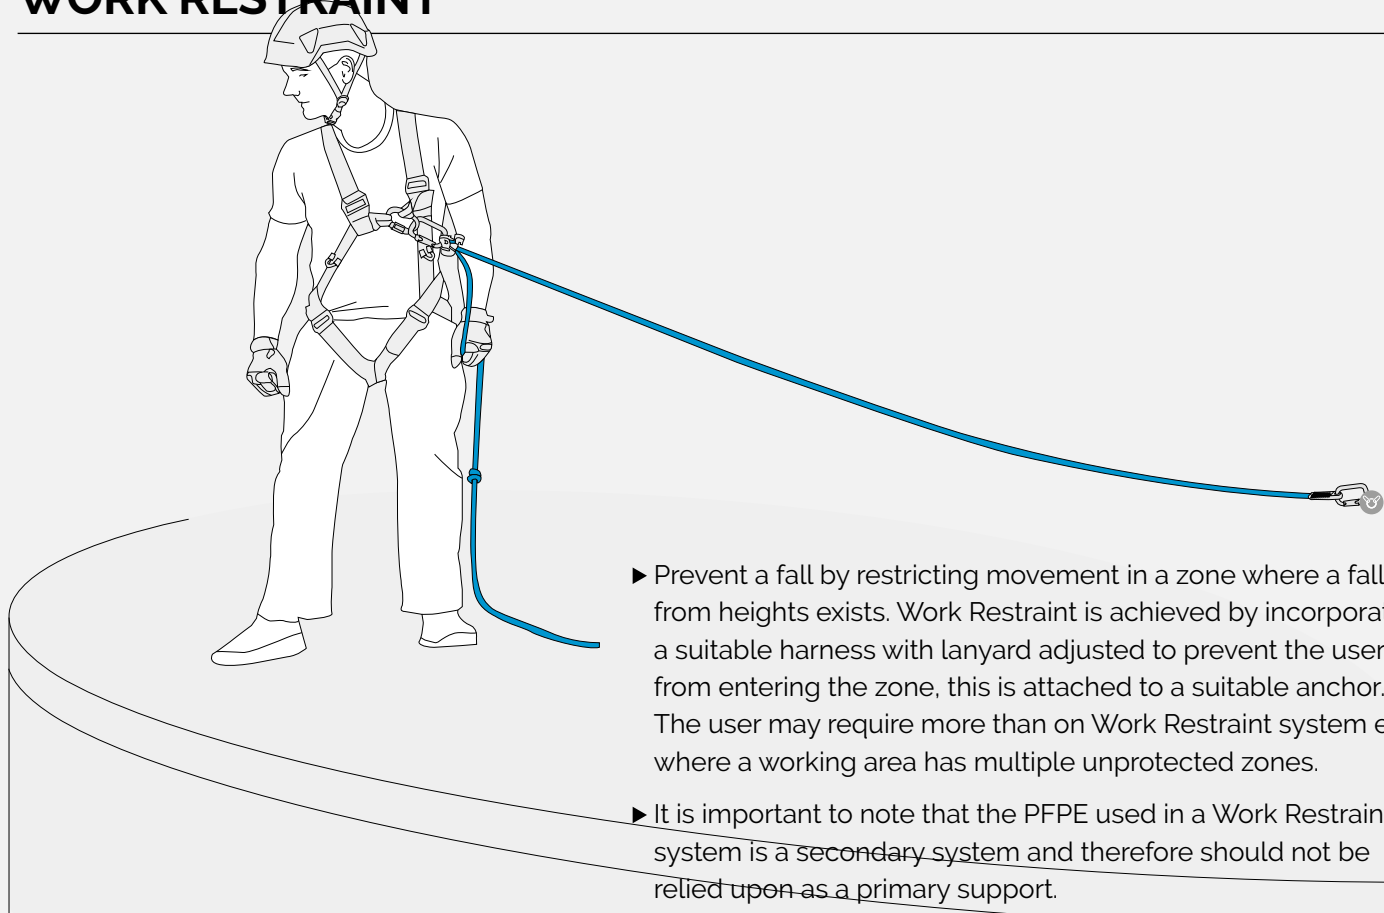 WORK RESTRAINT
Prevent a fall by restricting movement in a zone where a fall
from heights exists. Work Restraint is achieved by incorporat
a suitable harness with lanyard adjusted to prevent the user
from entering the zone, this is attached to a suitable anchor.
The user may require more than on Work Restraint system e
where a working area has multiple unprotected zones.
It is important to note that the PFPE used in a Work Restrain
system is a secondary system and therefore should not be
relied upon as a primary support.